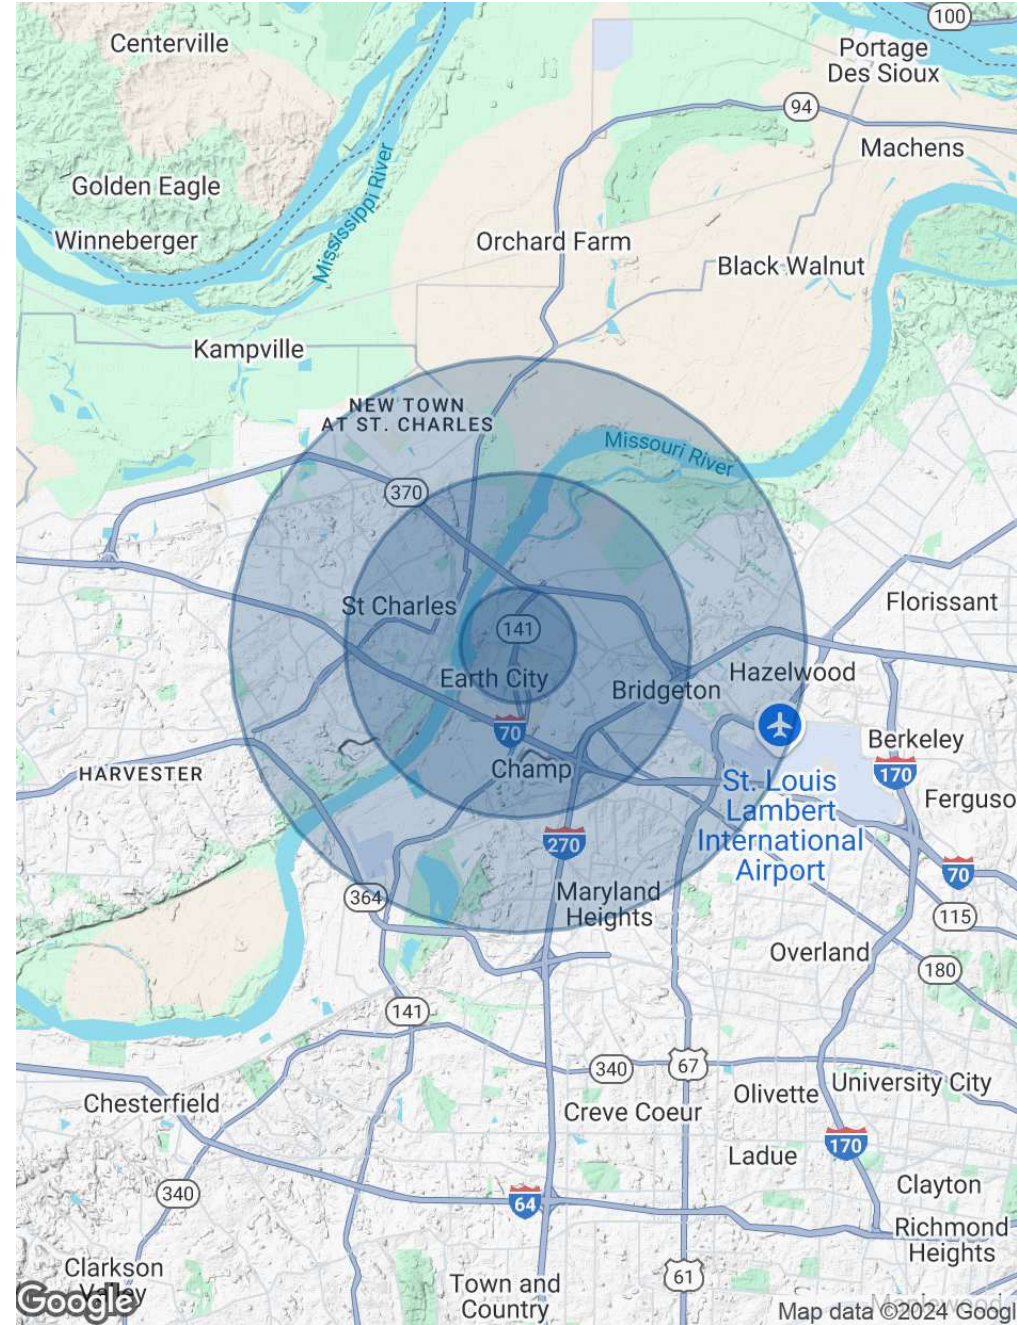 100
Centerville
Portage
Des Sioux
94
Machens
Golden Eagle
Mississippi River
Winneberger
Orchard Farm
Black Walnut
Kampville
NEW TOWN
AT ST. CHARLES
Missouri River
370
St Charles
Florissant
141
Earth City
Bridgeton
Hazelwood
70
Berkeley
HARVESTER
Champ
170
St. Louis
Lambert
International
Airport
Ferguso
270
70
Maryland
Heights
364
115
Overland
180
141
340
67
University City
Olivette
Chesterfield
Creve Coeur
170
Ladue
340
Clayton
64
Richmond
Heights
Clarkson
Town and
Country
61
Google
Map data ©2024 Googl